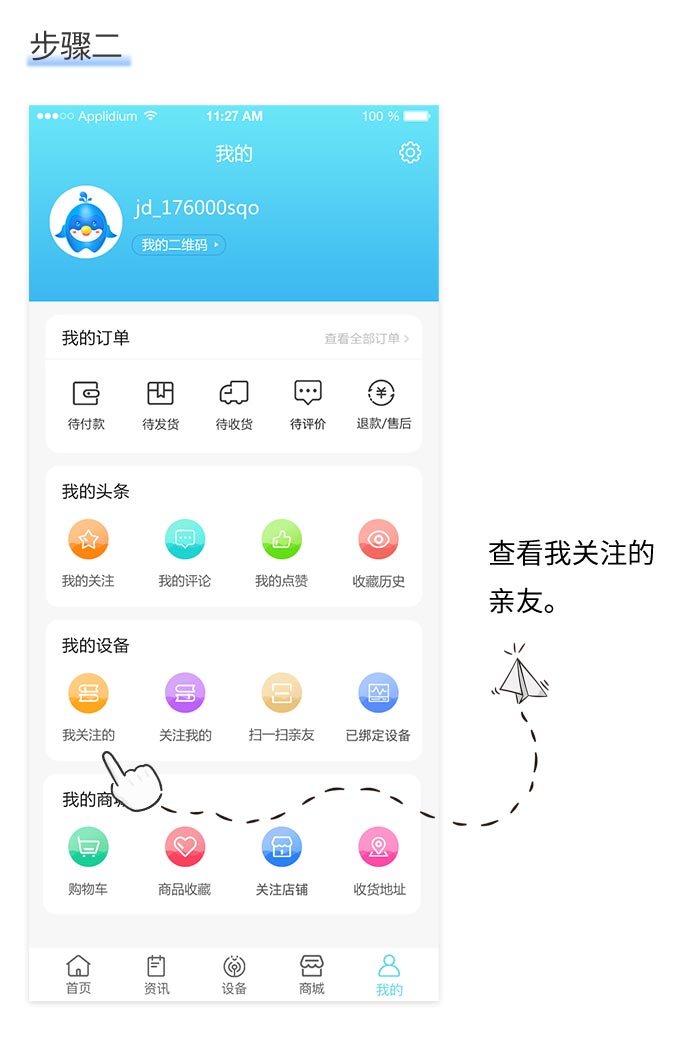 步骤二
Applidium 11:27 AM 100 %
我的
jd_176000sqo
我的二维码
我的订单 查看全部订单
待付款 待发货 待收货 待评价 退款/售后
我的头条
我的关注 我的评论 我的点赞 收藏历史
查看我关注的
亲友。
我的设备
我关注的 关注我的 扫一扫亲友 已绑定设备
我的商城
购物车 商品收藏 关注店铺 收货地址
首页 资讯 设备 商城 我的